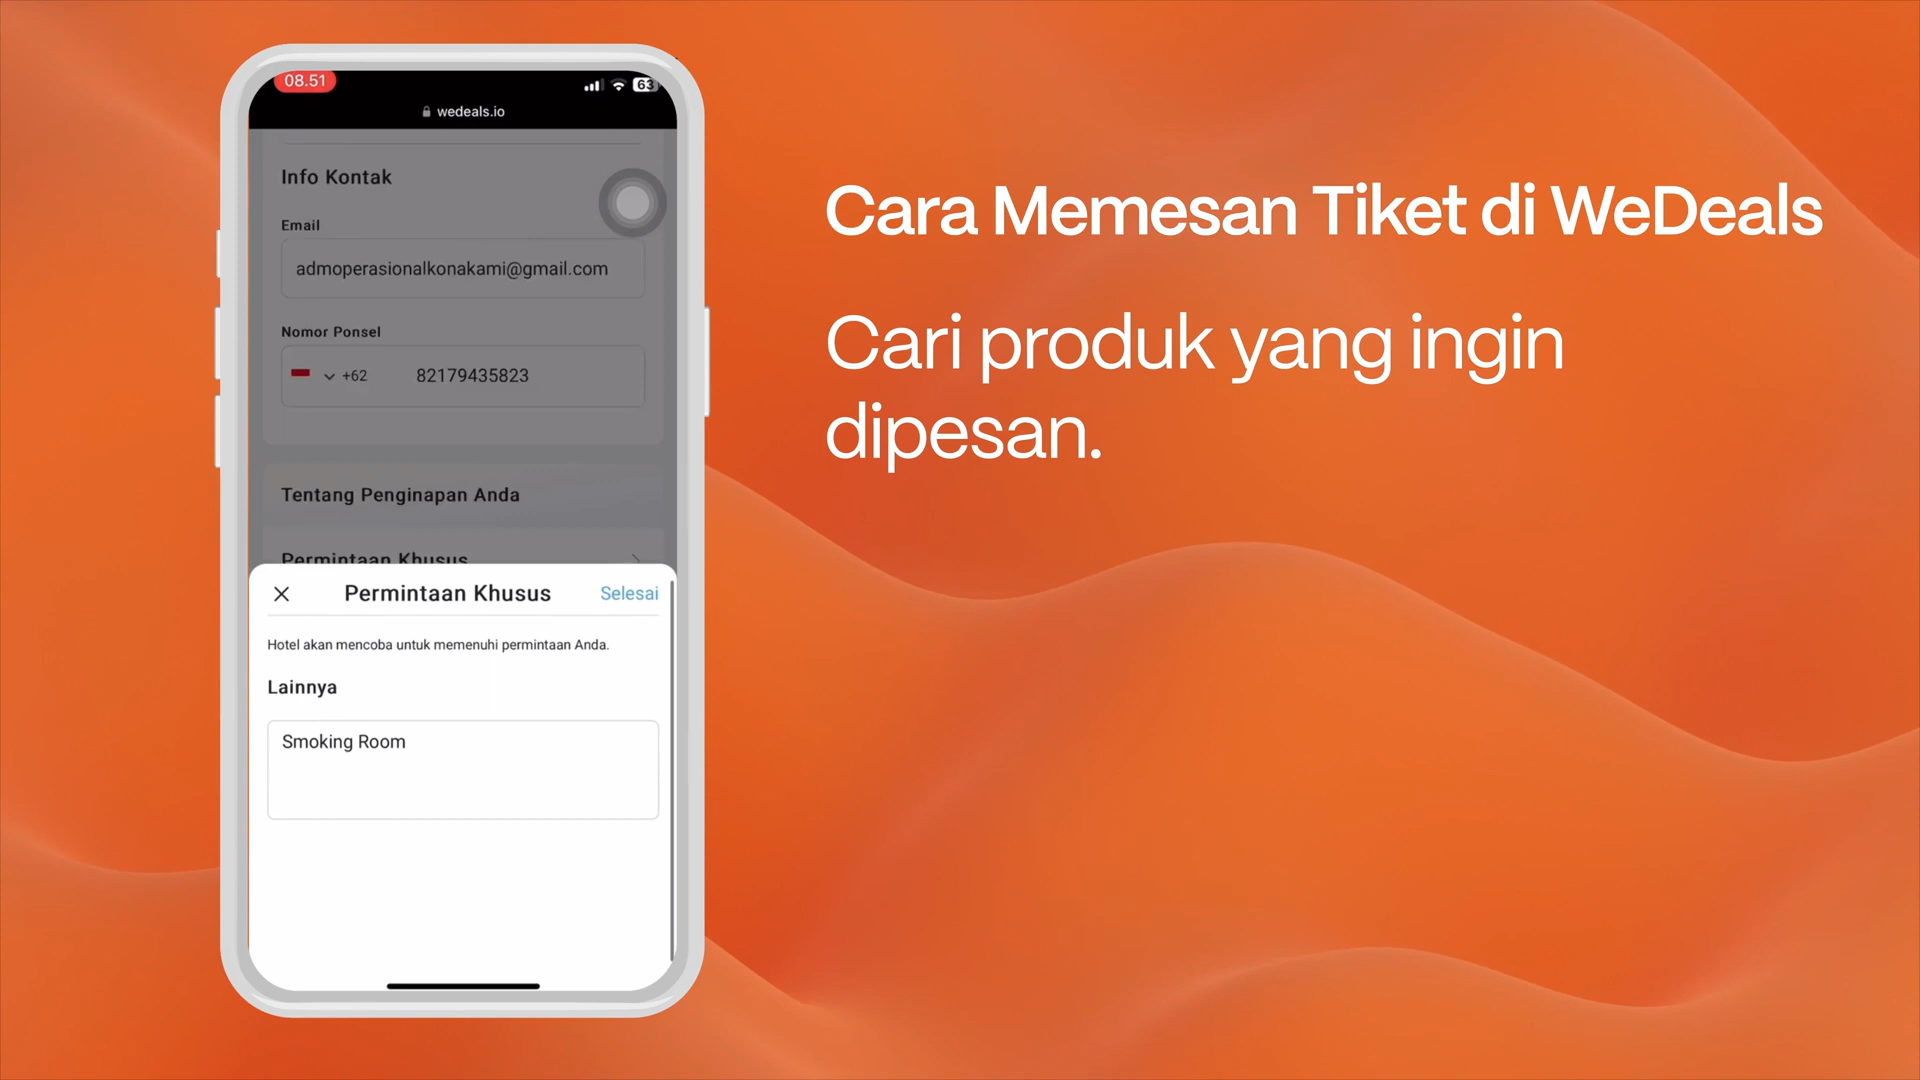 08.51
63
wedeals.io
Info Kontak
Email
admoperasionalkonakami@gmail.com
Nomor Ponsel
+62 82179435823
Tentang Penginapan Anda
Permintaan Khusus
Permintaan Khusus Selesai
Hotel akan mencoba untuk memenuhi permintaan Anda.
Lainnya
Smoking Room
Cara Memesan Tiket di WeDeals
Cari produk yang ingin
dipesan.